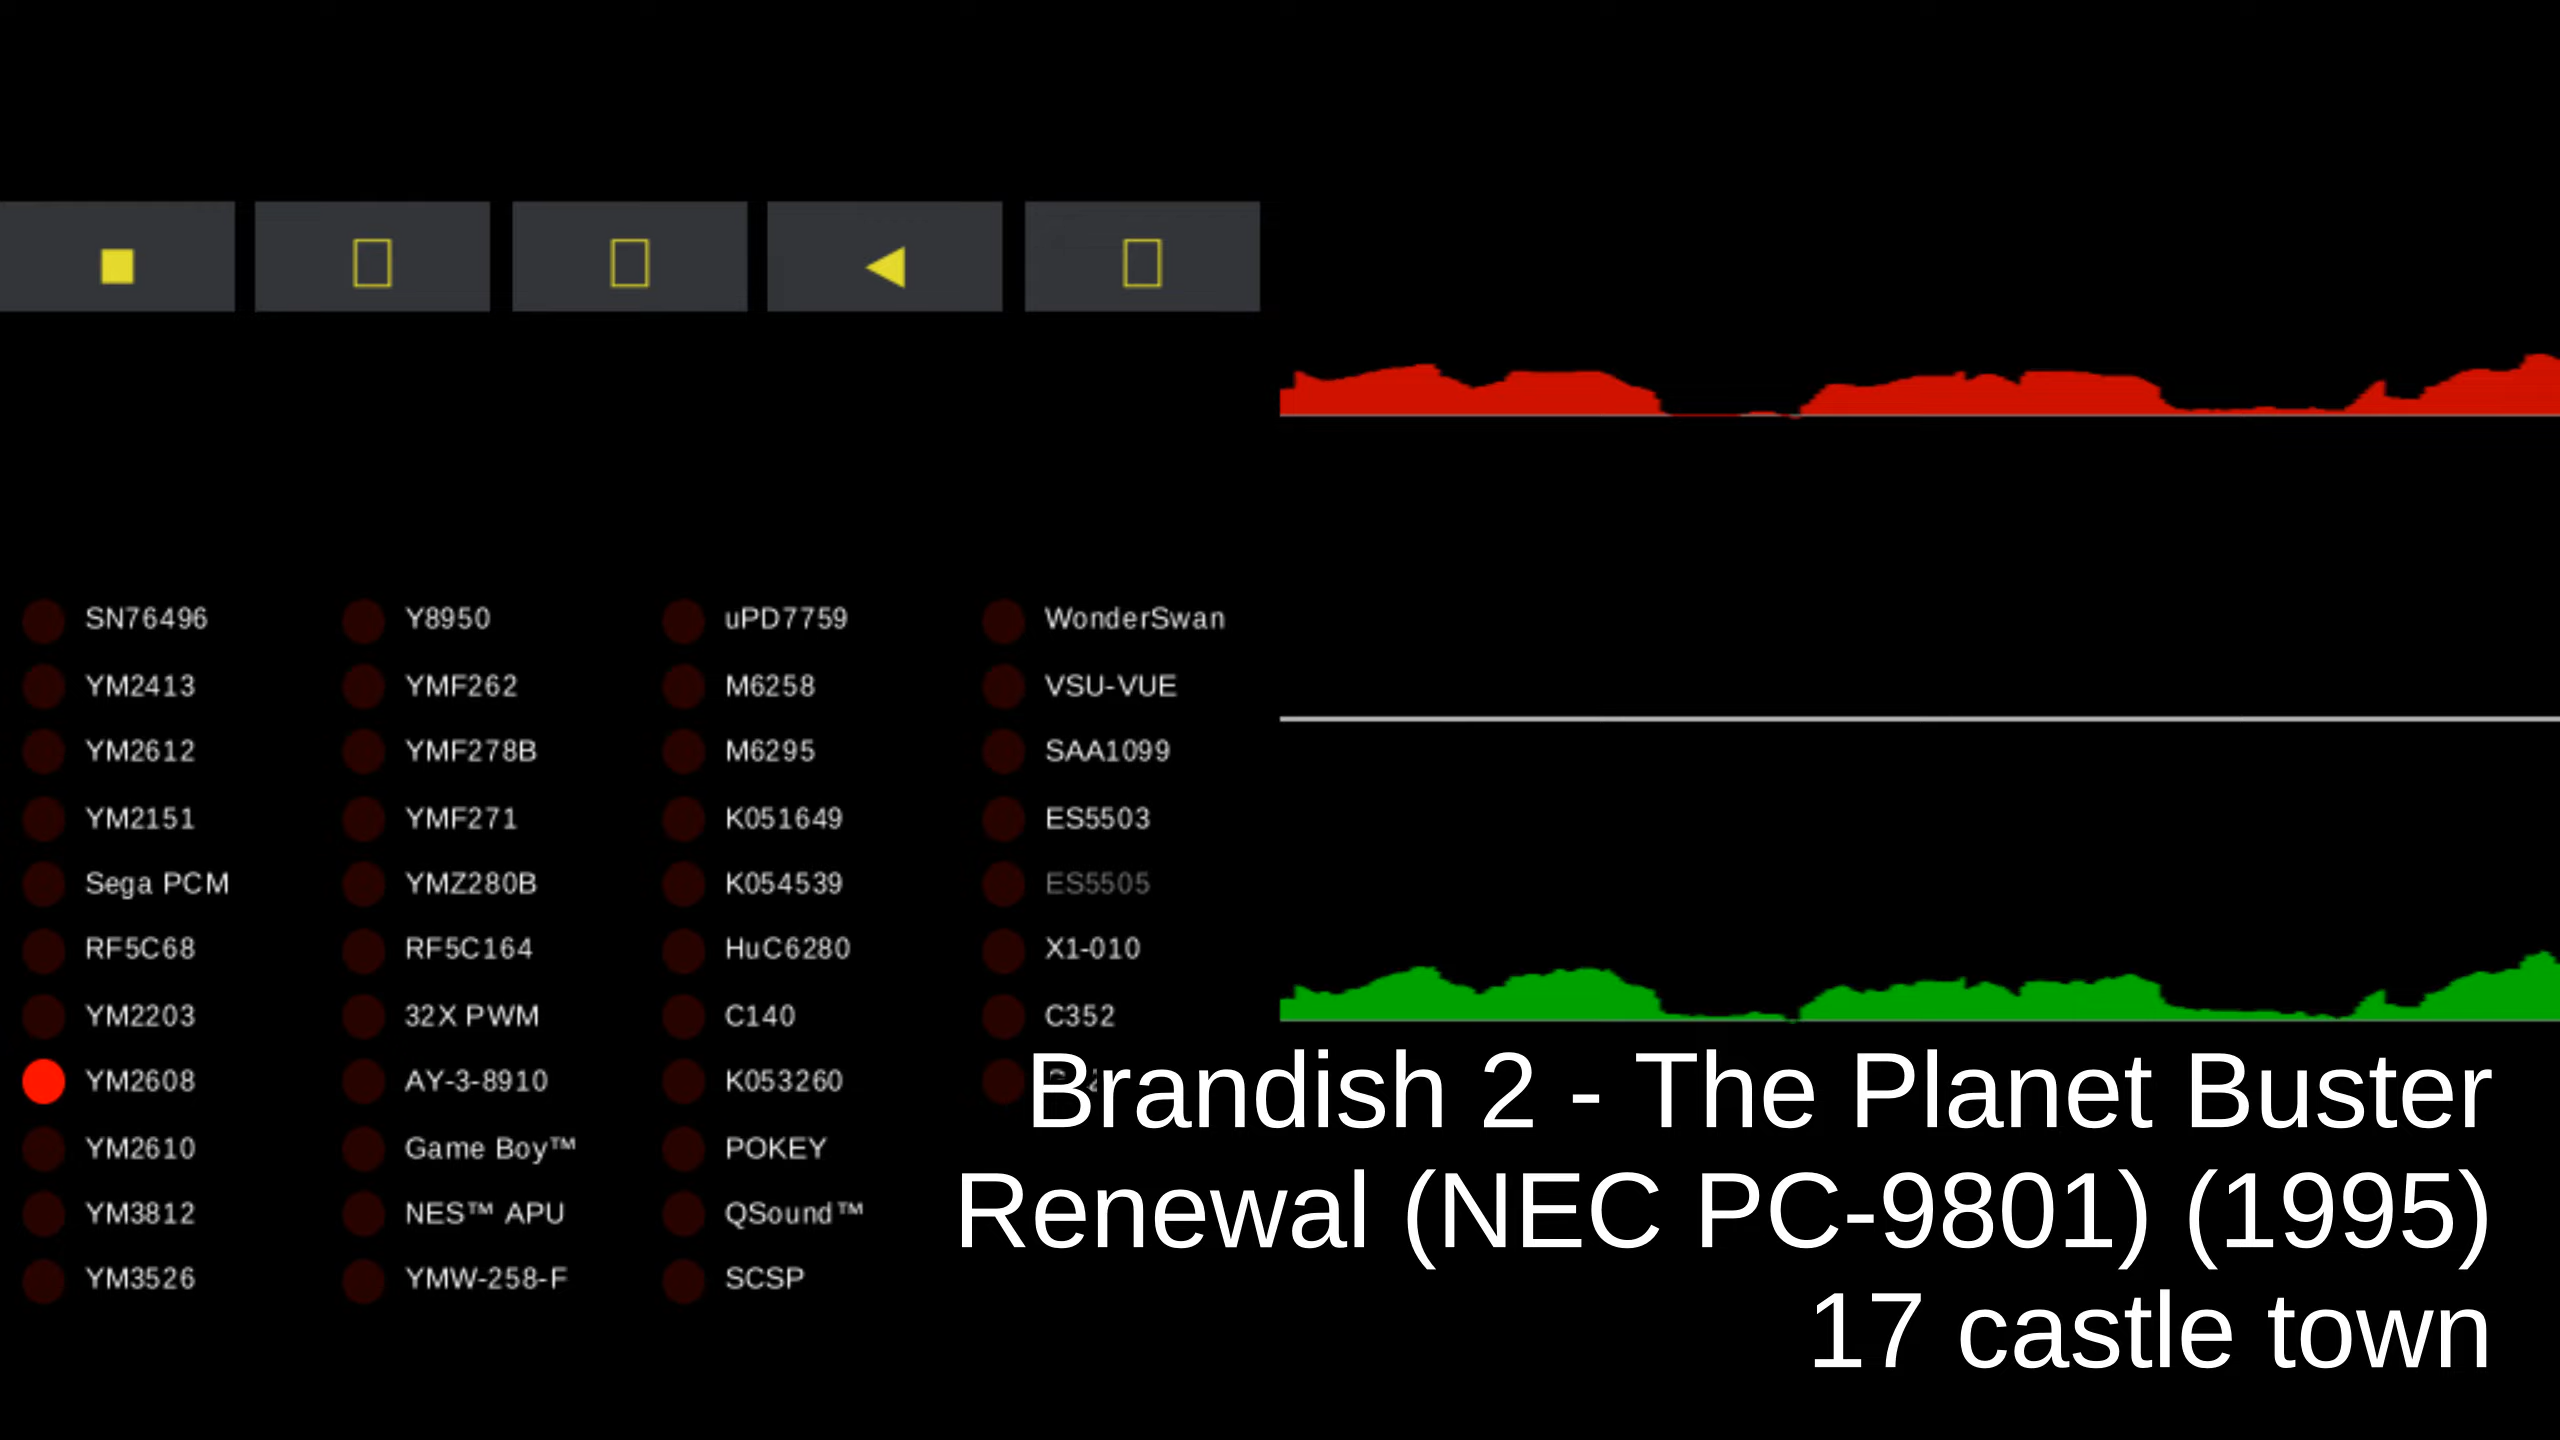 SN76496
YM2413
YM2612
YM2151
Sega PCM
RF5C68
YM2203
YM2608
YM2610
YM3812
YM3526
Y8950
YMF262
YMF278B
YMF271
YMZ280B
RF5C164
32X PWM
AY-3-8910
Game Boy™
NES™ APU
YMW-258-F
uPD7759
M6258
M6295
K051649
K054539
HuC6280
C140
K053260
POKEY
QSound™
SCSP
WonderSwan
VSU-VUE
SAA1099
ES5503
ES5505
X1-010
C352
Brandish 2 - The Planet Buster
Renewal (NEC PC-9801) (1995)
17 castle town